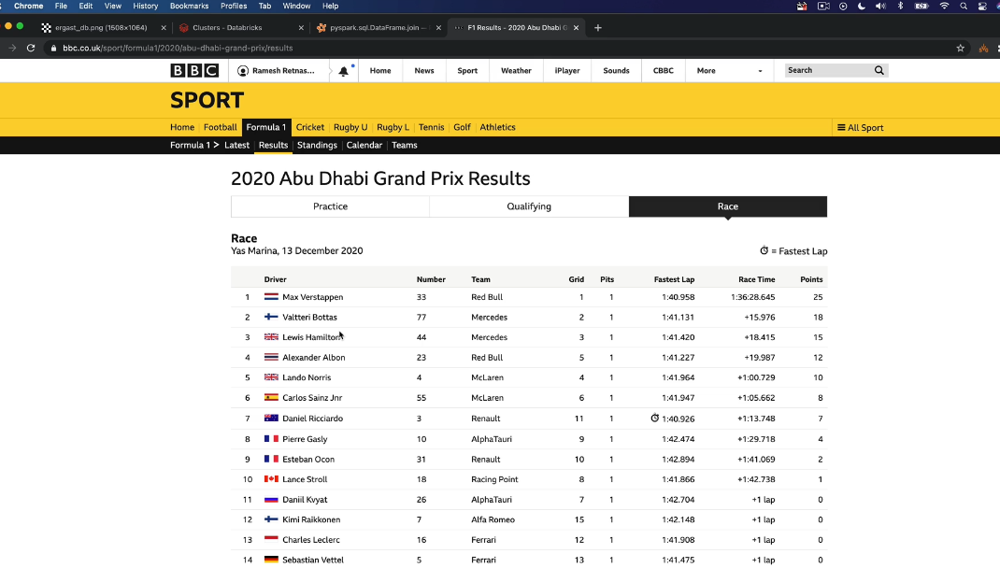 Chrome File Edit View History Bookmarks Profiles Tab Window Help
ergast_db.png (1508×1064) Clusters - Databricks pyspark.sql.DataFrame.join — F1 Results - 2020 Abu Dhabi G
bbc.co.uk/sport/formula1/2020/abu-dhabi-grand-prix/results
BBC Ramesh Retnas... Home News Sport Weather iPlayer Sounds CBBC More Search
SPORT
Home Football Formula 1 Cricket Rugby U Rugby L Tennis Golf Athletics All Sport
Formula 1 Latest Results Standings Calendar Teams
2020 Abu Dhabi Grand Prix Results
Practice Qualifying Race
Race
Yas Marina, 13 December 2020 = Fastest Lap
Driver Number Team Grid Pits Fastest Lap Race Time Points
1 Max Verstappen 33 Red Bull 1 1 1:40.958 1:36:28.645 25
2 Valtteri Bottas 77 Mercedes 2 1 1:41.131 +15.976 18
3 Lewis Hamilton 44 Mercedes 3 1 1:41.420 +18.415 15
4 Alexander Albon 23 Red Bull 5 1 1:41.227 +19.987 12
5 Lando Norris 4 McLaren 4 1 1:41.964 +1:00.729 10
6 Carlos Sainz Jnr 55 McLaren 6 1 1:41.947 +1:05.662 8
7 Daniel Ricciardo 3 Renault 11 1 1:40.926 +1:13.748 7
8 Pierre Gasly 10 AlphaTauri 9 1 1:42.474 +1:29.718 4
9 Esteban Ocon 31 Renault 10 1 1:42.894 +1:41.069 2
10 Lance Stroll 18 Racing Point 8 1 1:41.866 +1:42.738 1
11 Daniil Kvyat 26 AlphaTauri 7 1 1:42.704 +1 lap 0
12 Kimi Raikkonen 7 Alfa Romeo 15 1 1:42.148 +1 lap 0
13 Charles Leclerc 16 Ferrari 12 1 1:41.908 +1 lap 0
14 Sebastian Vettel 5 Ferrari 13 1 1:41.475 +1 lap 0